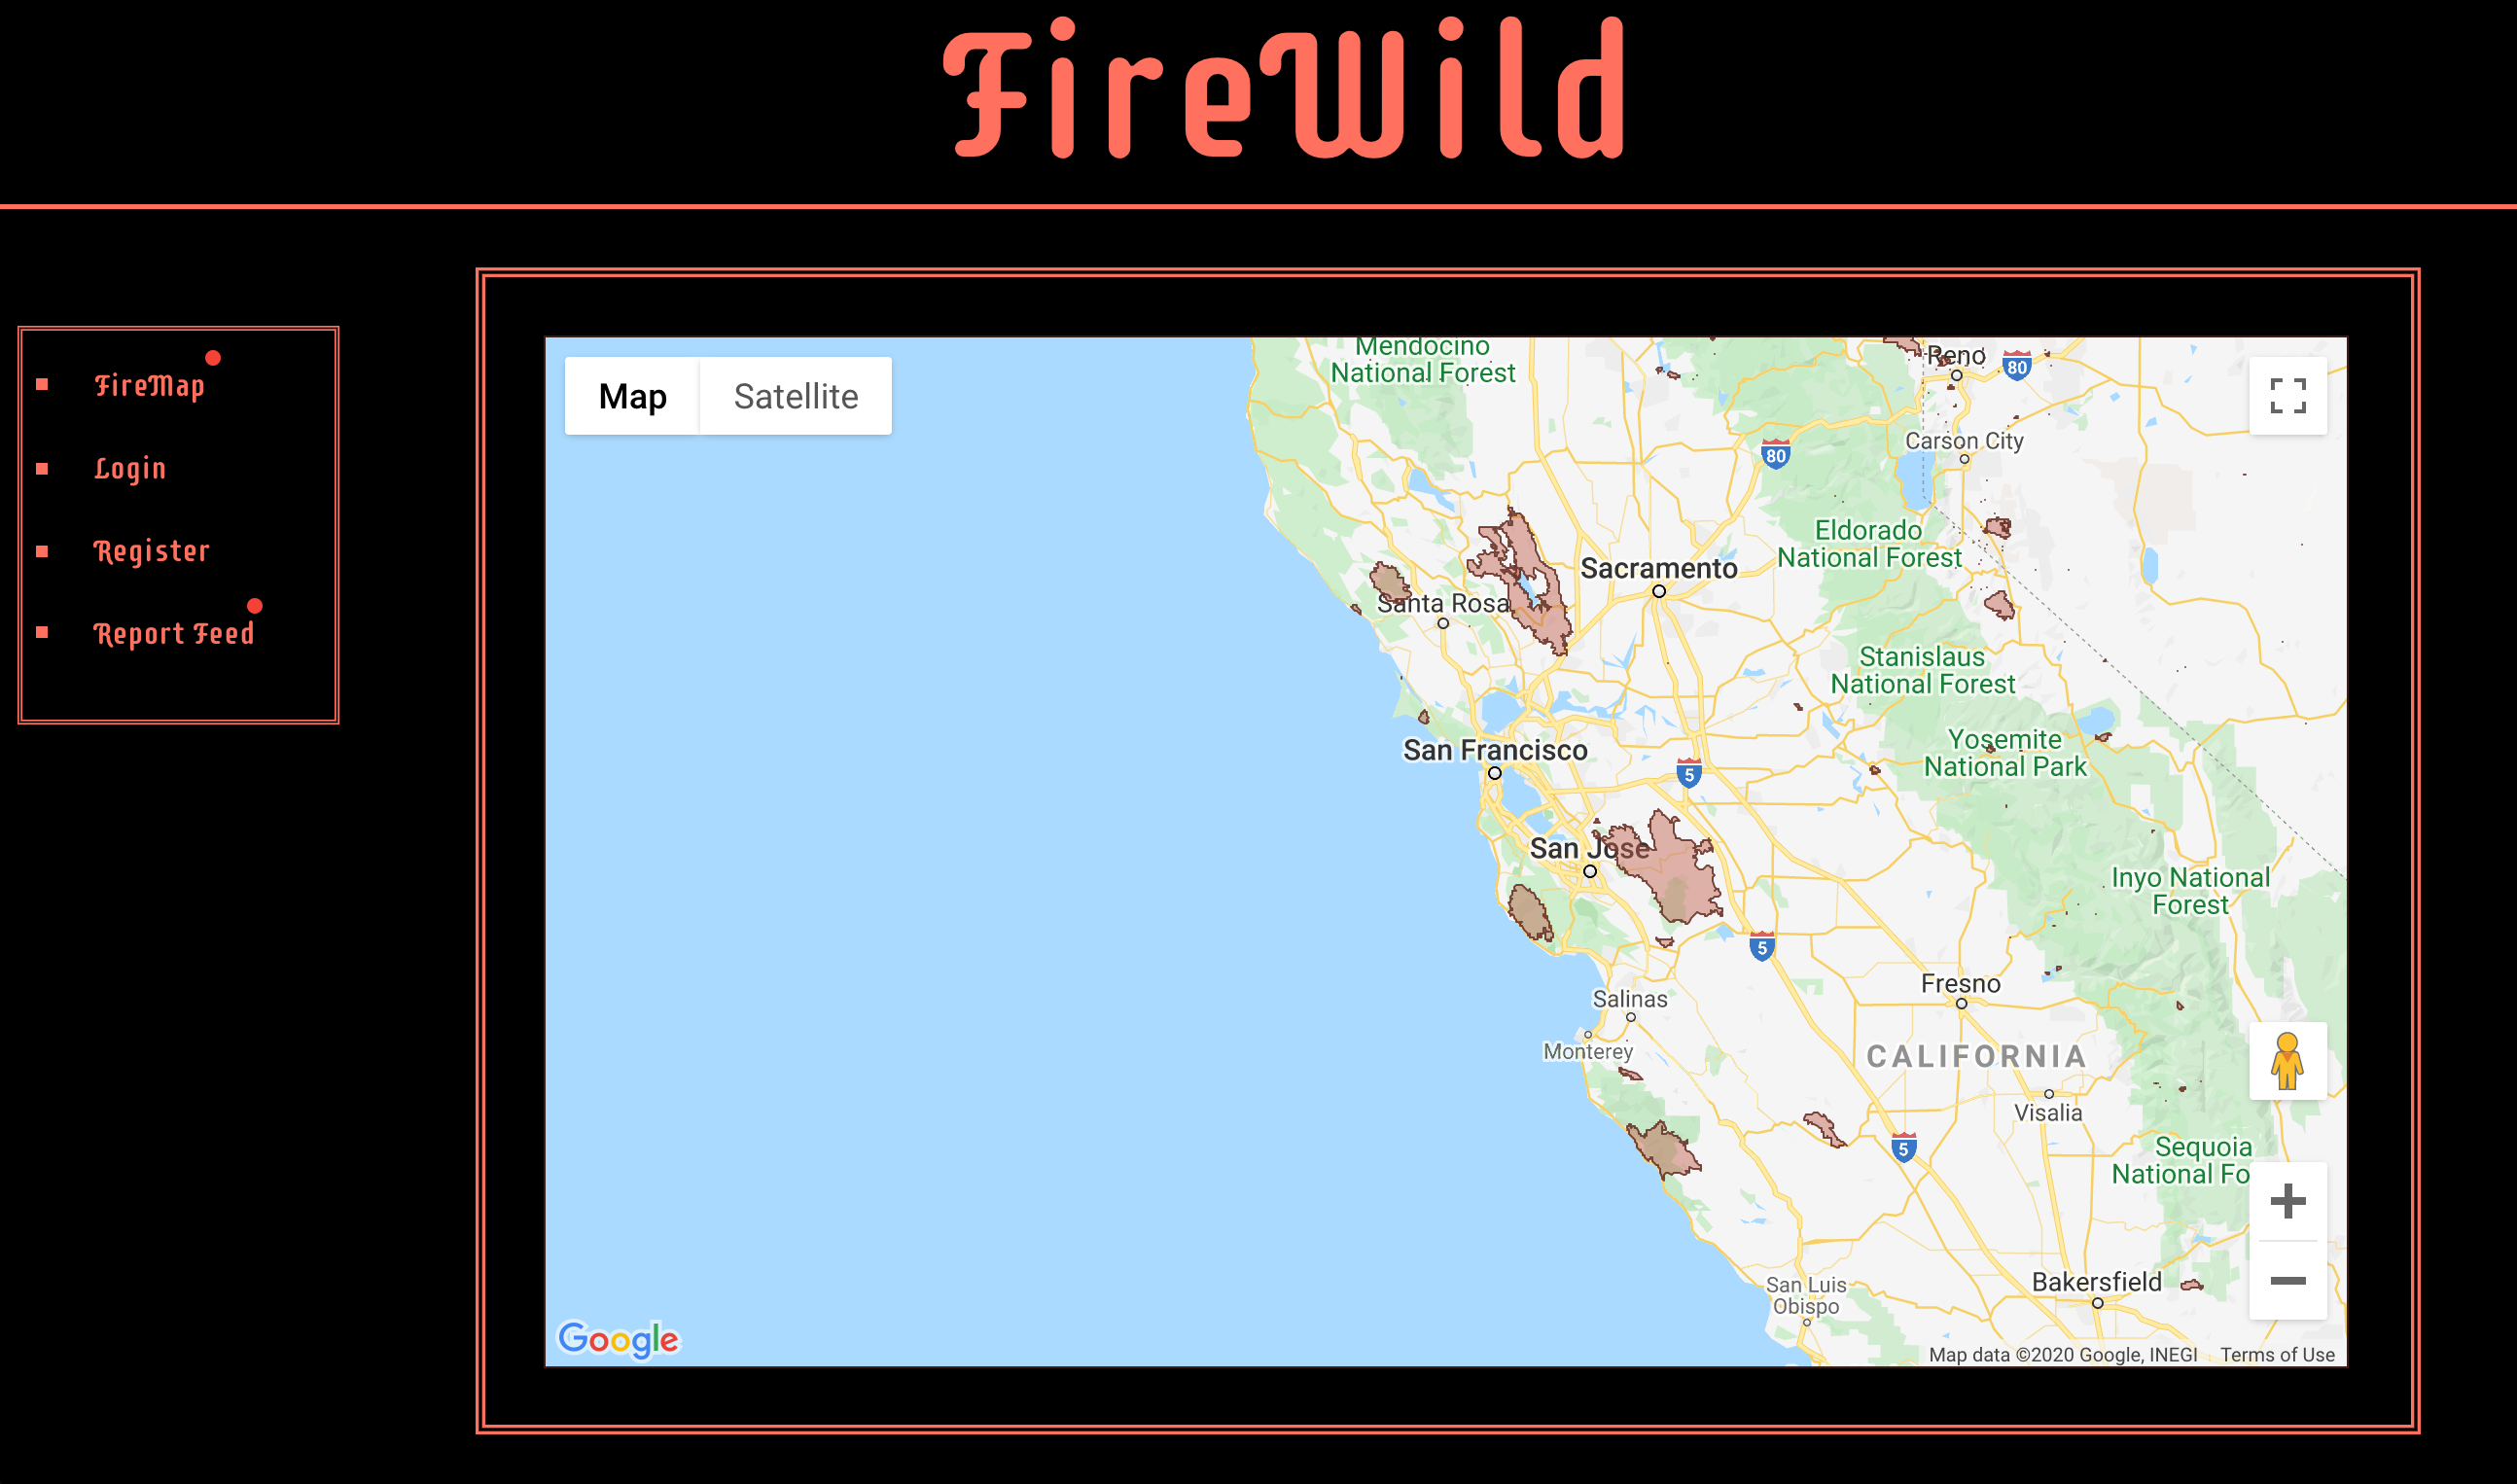 FireWild
FireMap
Login
Register
Report Feed
Map
Satellite
Mendocino
National Forest
Reno
80
Carson City
80
Eldorado
National Forest
Sacramento
Santa Rosa
Stanislaus
National Forest
Yosemite
National Park
San Francisco
5
San Jose
Inyo National
Forest
5
Fresno
Salinas
Monterey
CALIFORNIA
Visalia
5
Sequoia
National Fo
Bakersfield
San Luis
Obispo
Google
Map data ©2020 Google, INEGI
Terms of Use